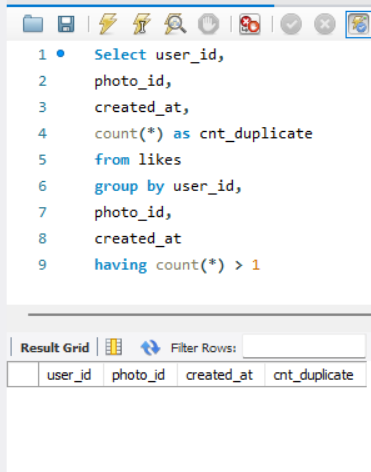 1 Select user_id,
2 photo_id,
3 created_at,
4 count(*) as cnt_duplicate
5 from likes
6 group by user_id,
7 photo_id,
8 created_at
9 having count(*) > 1
Result Grid Filter Rows:
user_id photo_id created_at cnt_duplicate